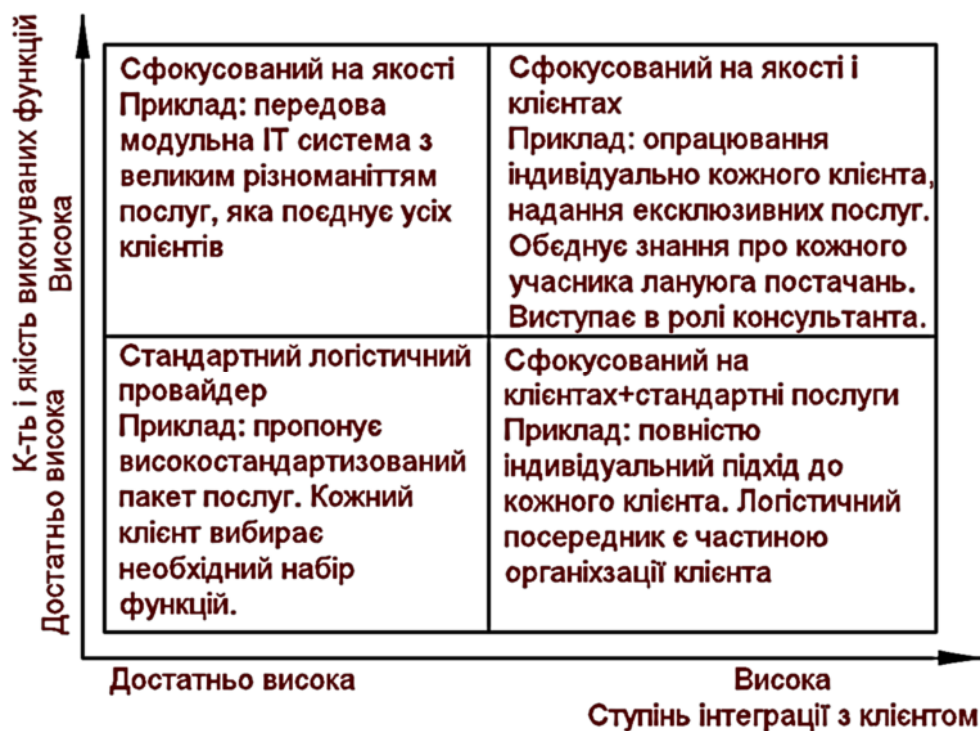 К-ть і якість виконуваних функцій
Висока
Достатньо висока
Сфокусований на якості
Приклад: передова
модульна ІТ система з
великим різноманіттям
послуг, яка поєднує усіх
клієнтів
Сфокусований на якості і
клієнтах
Приклад: опрацювання
індивідуально кожного клієнта,
надання ексклюзивних послуг.
Обєднує знання про кожного
учасника лануюга постачань.
Виступає в ролі консультанта.
Стандартний логістичний
провайдер
Приклад: пропонує
високостандартизований
пакет послуг. Кожний
клієнт вибирає
необхідний набір
функцій.
Сфокусований на
клієнтах+стандартні послуги
Приклад: повністю
індивідуальний підхід до
кожного клієнта. Логістичний
посередник є частиною
органіхзації клієнта
Достатньо висока
Висока
Ступінь інтеграції з клієнтом